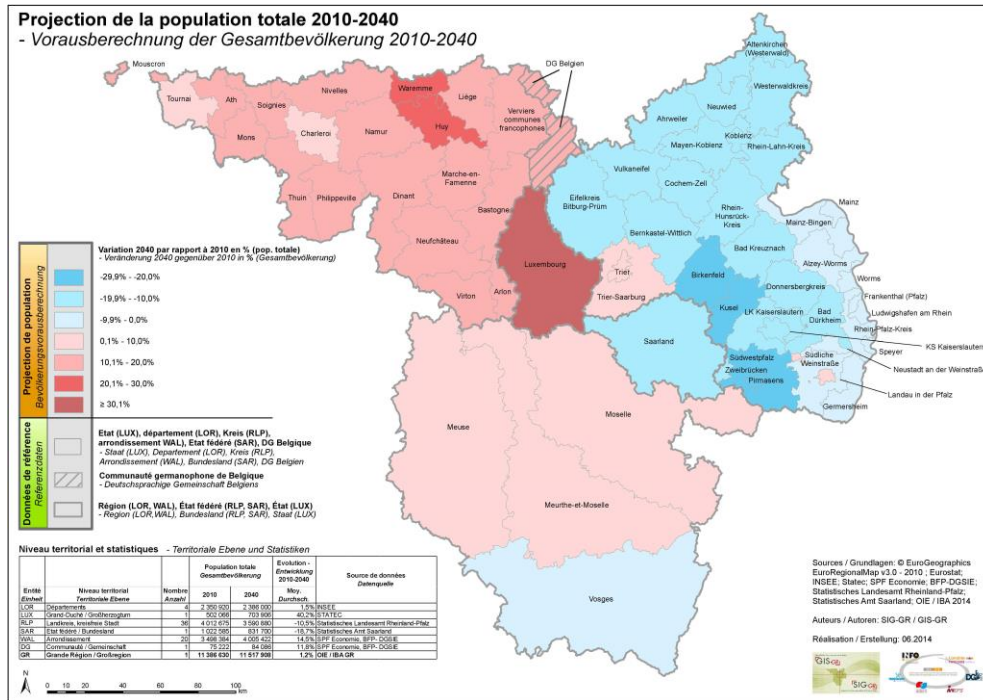 Projection de la population totale 2010-2040
- Vorausberechnung der Gesamtbevölkerung 2010-2040
Mouscron
Tournai
Ath
Soignies
Nivelles
Mons
Charleroi
Namur
Waremme
Huy
Liège
Verviers
communes
francophones
DG Belgien
Thuin
Philippeville
Dinant
Marche-en-
Famenne
Bastogne
Neufchâteau
Virton
Arlon
Luxembourg
Altenkirchen
(Westerwald)
Westerwaldkreis
Neuwied
Ahrweiler
Koblenz
Mayen-Koblenz
Rhein-Lahn-Kreis
Vulkaneifel
Cochem-Zell
Eifelkreis
Bitburg-Prüm
Rhein-
Hunsrück-
Kreis
Bernkastel-Wittlich
Mainz
Mainz-Bingen
Bad Kreuznach
Alzey-Worms
Trier
Trier-Saarburg
Birkenfeld
Donnersbergkreis
Worms
Frankenthal (Pfalz)
Ludwigshafen am Rhein
Kusel
LK Kaiserslautern
Bad
Dürkheim
Rhein-Pfalz-Kreis
KS Kaiserslautern
Saarland
Speyer
Neustadt an der Weinstraße
Südwestpfalz
Zweibrücken
Pirmasens
Südliche
Weinstraße
Landau in der Pfalz
Germersheim
Meuse
Moselle
Meurthe-et-Moselle
Vosges
Projection de population
Bevölkerungsvorausberechnung
Variation 2040 par rapport à 2010 en % (pop. totale)
- Veränderung 2040 gegenüber 2010 in % (Gesamtbevölkerung)
-29,9% - -20,0%
-19,9% - -10,0%
-9,9% - 0,0%
0,1% - 10,0%
10,1% - 20,0%
20,1% - 30,0%
≥ 30,1%
Données de référence
Referenzdaten
Etat (LUX), département (LOR), Kreis (RLP),
arrondissement WAL), Etat fédéré (SAR), DG Belgique
- Staat (LUX), Departement (LOR), Kreis (RLP),
Arrondissement (WAL), Bundesland (SAR), DG Belgien
Communauté germanophone de Belgique
- Deutschsprachige Gemeinschaft Belgiens
Région (LOR, WAL), État fédéré (RLP, SAR), État (LUX)
- Region (LOR,WAL), Bundesland (RLP, SAR), Staat (LUX)
Niveau territorial et statistiques - Territoriale Ebene und Statistiken
Entité Einheit Niveau territorial Territoriale Ebene Nombre Anzahl Population totale Gesamtbevölkerung 2010 2040 Evolution - Entwicklung 2010-2040 Moy. Durchsch. Source de données Datenquelle
LOR Départements 4 2 350 920 2 386 000 1,5% INSEE
LUX Grand-Duché / Großherzogtum 1 502 066 703 906 40,2% STATEC
RLP Landkreis, kreisfreie Stadt 36 4 012 675 3 590 880 -10,5% Statistisches Landesamt Rheinland-Pfalz
SAR Etat fédéré / Bundesland 1 1 022 585 831 700 -18,7% Statistisches Amt Saarland
WAL Arrondissement 20 3 498 384 4 005 422 14,5% SPF Economie, BFP- DGSIE
DG Communauté / Gemeinschaft 1 75 222 84 086 11,8% SPF Economie, BFP- DGSIE
GR Grande Région / Großregion 11 386 630 11 517 908 1,2% OIE / IBA GR
N
0 10 20 40 60 80 100
km
Sources / Grundlagen: © EuroGeographics
EuroRegionalMap v3.0 - 2010 ; Eurostat;
INSEE; Statec; SPF Economie, BFP-DGSIE;
Statistisches Landesamt Rheinland-Pfalz;
Statistisches Amt Saarland; OIE / IBA 2014
Auteurs / Autoren: SIG-GR / GIS-GR
Réalisation / Erstellung: 06.2014
GIS-GR
SIG-GR